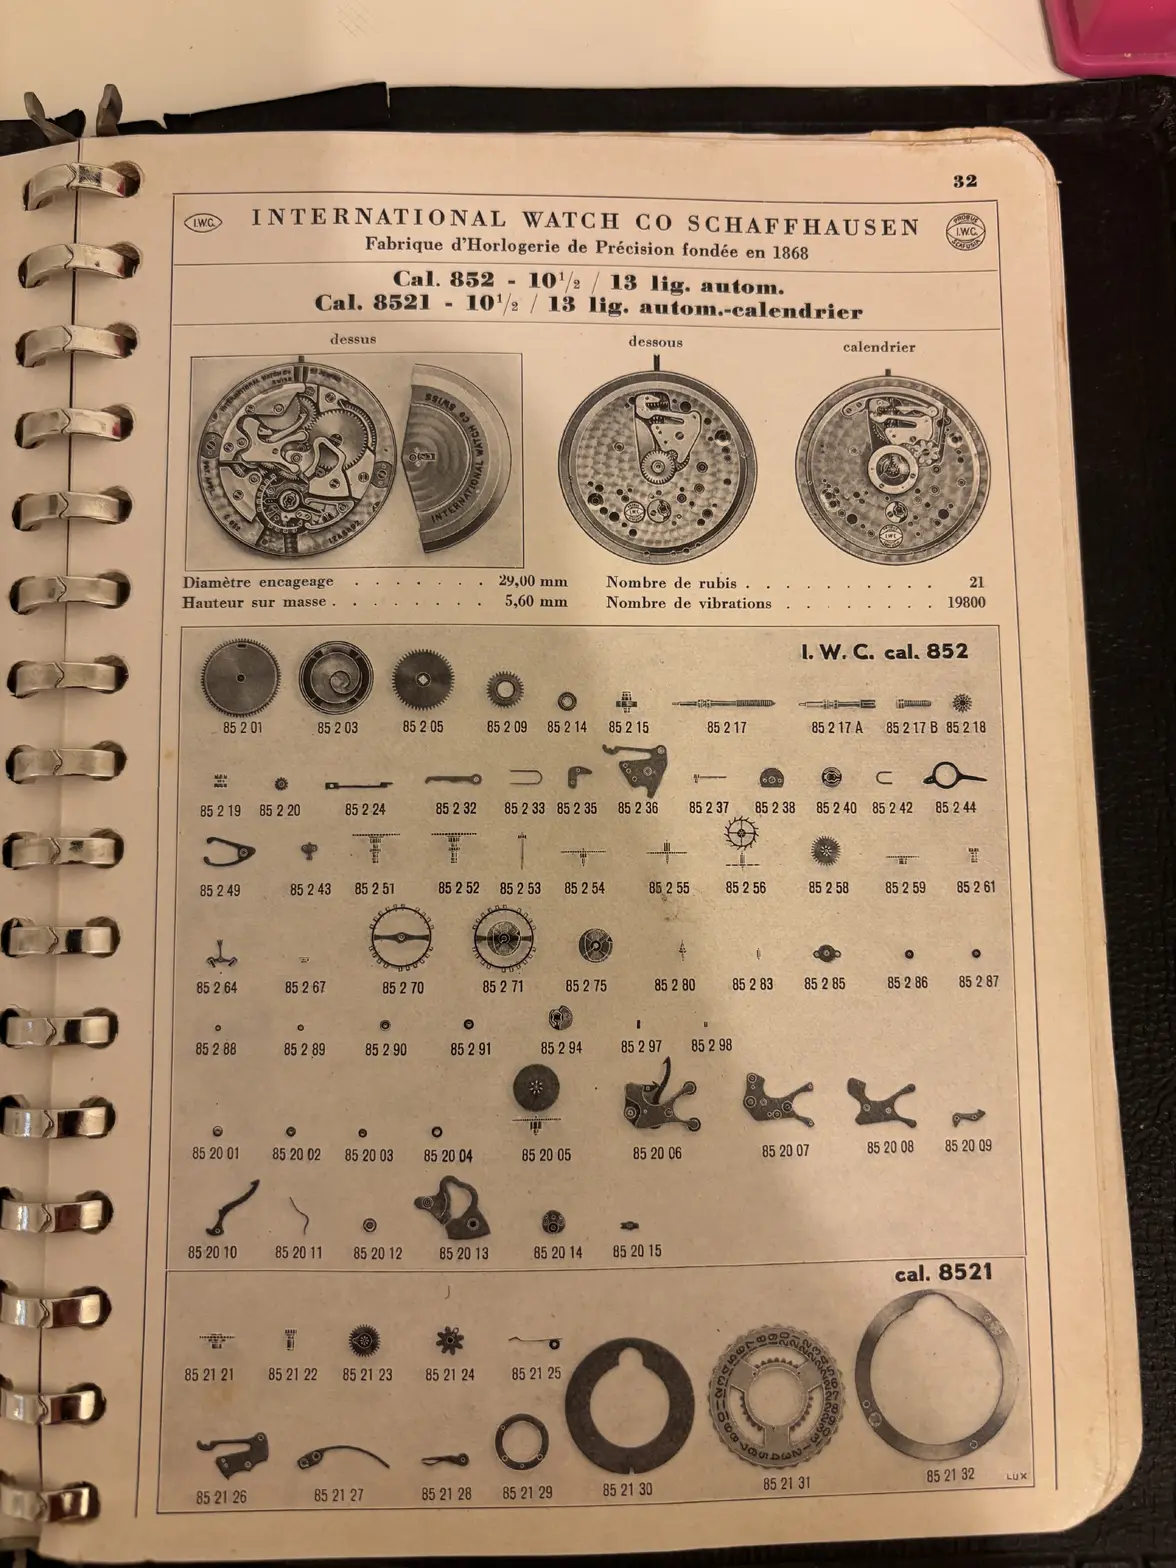 32
I.W.C.
INTERNATIONAL WATCH CO SCHAFFHAUSEN
PROBUS
I.W.C.
SCAFUSIA
Fabrique d'Horlogerie de Précision fondée en 1868
Cal. 852 - 10 1/2 / 13 lig. autom.
Cal. 8521 - 10 1/2 / 13 lig. autom.-calendrier
dessus dessous calendrier
Diamètre encageage . . . . . . . 29,00 mm Nombre de rubis . . . . . . . . . . 21
Hauteur sur masse . . . . . . . . 5,60 mm Nombre de vibrations . . . . . . . . 19800
I. W. C. cal. 852
85 2 01 85 2 03 85 2 05 85 2 09 85 2 14 85 2 15 85 2 17 85 2 17 A 85 2 17 B 85 2 18
85 2 19 85 2 20 85 2 24 85 2 32 85 2 33 85 2 35 85 2 36 85 2 37 85 2 38 85 2 40 85 2 42 85 2 44
85 2 49 85 2 43 85 2 51 85 2 52 85 2 53 85 2 54 85 2 55 85 2 56 85 2 58 85 2 59 85 2 61
85 2 64 85 2 67 85 2 70 85 2 71 85 2 75 85 2 80 85 2 83 85 2 85 85 2 86 85 2 87
85 2 88 85 2 89 85 2 90 85 2 91 85 2 94 85 2 97 85 2 98
85 20 01 85 20 02 85 20 03 85 20 04 85 20 05 85 20 06 85 20 07 85 20 08 85 20 09
85 20 10 85 20 11 85 20 12 85 20 13 85 20 14 85 20 15
cal. 8521
85 21 21 85 21 22 85 21 23 85 21 24 85 21 25
85 21 26 85 21 27 85 21 28 85 21 29 85 21 30 85 21 31 85 21 32
LUX